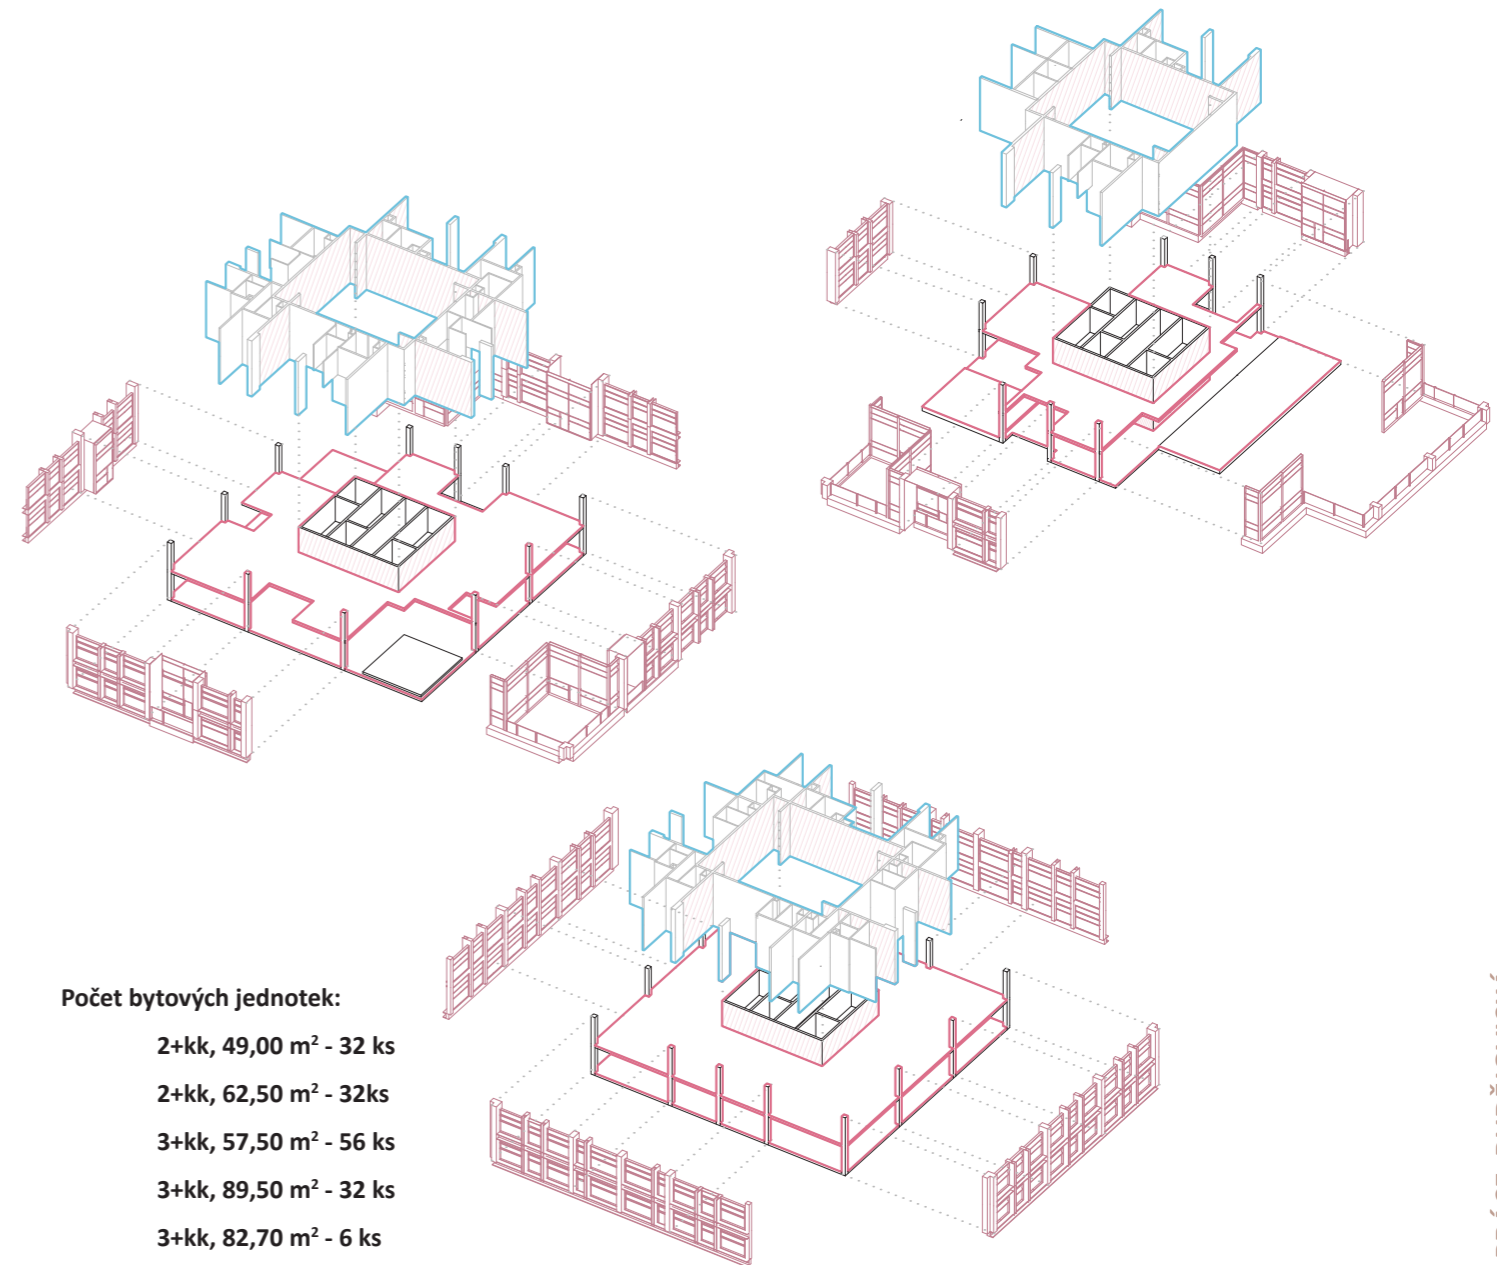 Počet bytových jednotek:
2+kk, 49,00 m² - 32 ks
2+kk, 62,50 m² - 32ks
3+kk, 57,50 m² - 56 ks
3+kk, 89,50 m² - 32 ks
3+kk, 82,70 m² - 6 ks